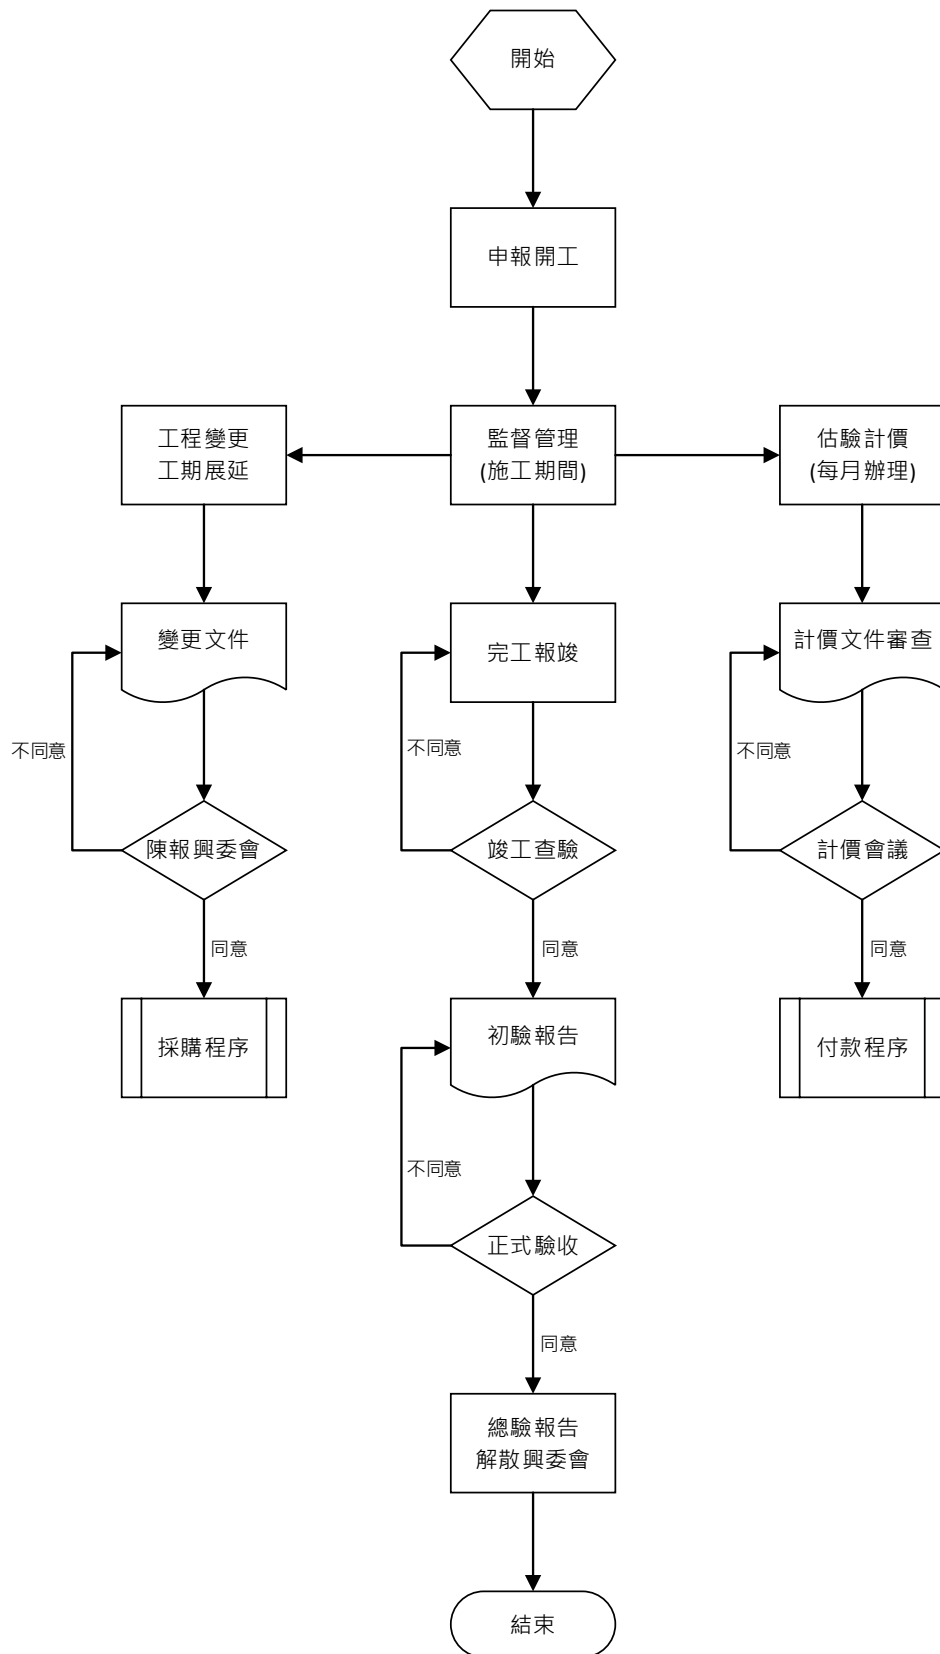 開始
申報開工
工程變更
工期展延
監督管理
(施工期間)
估驗計價
(每月辦理)
變更文件
完工報竣
計價文件審查
不同意
不同意
不同意
陳報興委會
竣工查驗
計價會議
同意
同意
同意
採購程序
初驗報告
付款程序
不同意
正式驗收
同意
總驗報告
解散興委會
結束